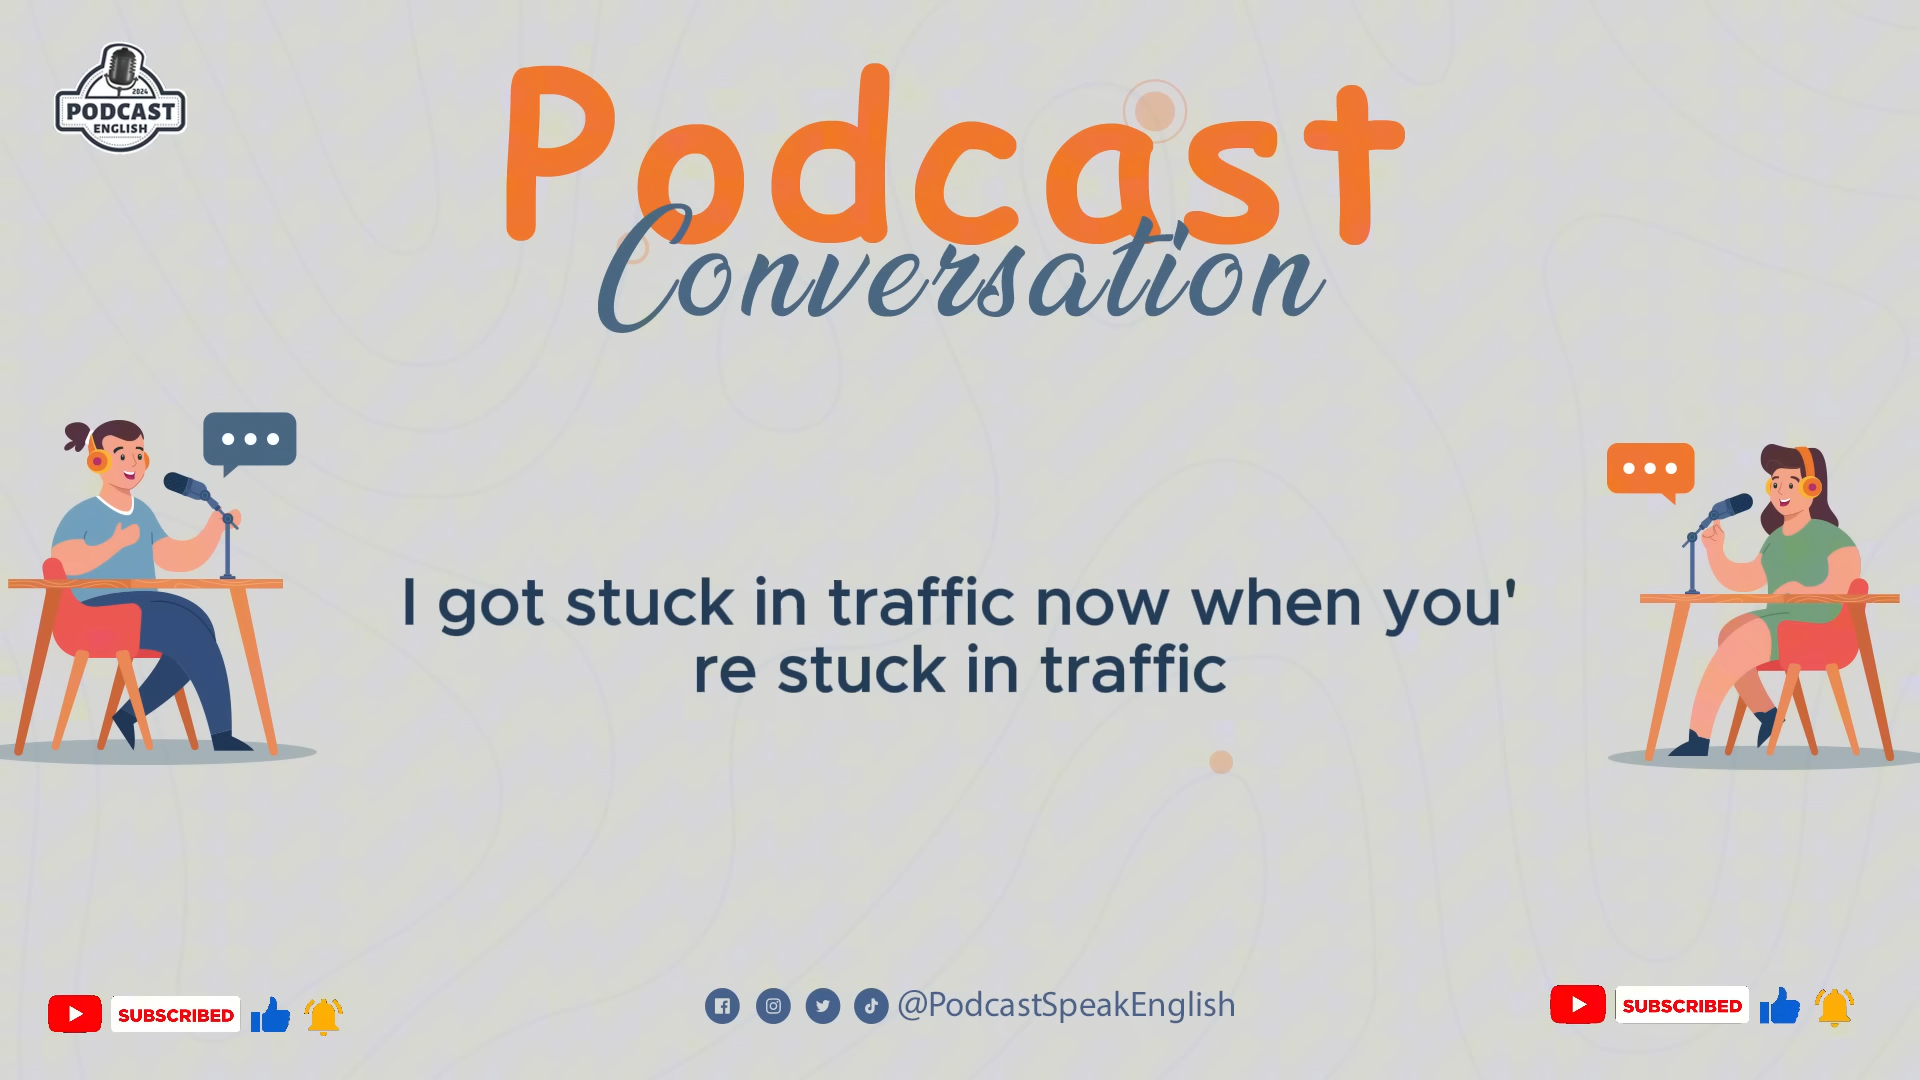 2024
PODCAST
ENGLISH
Podcast
Conversation
I got stuck in traffic now when you'
re stuck in traffic
SUBSCRIBED
@PodcastSpeakEnglish
SUBSCRIBED